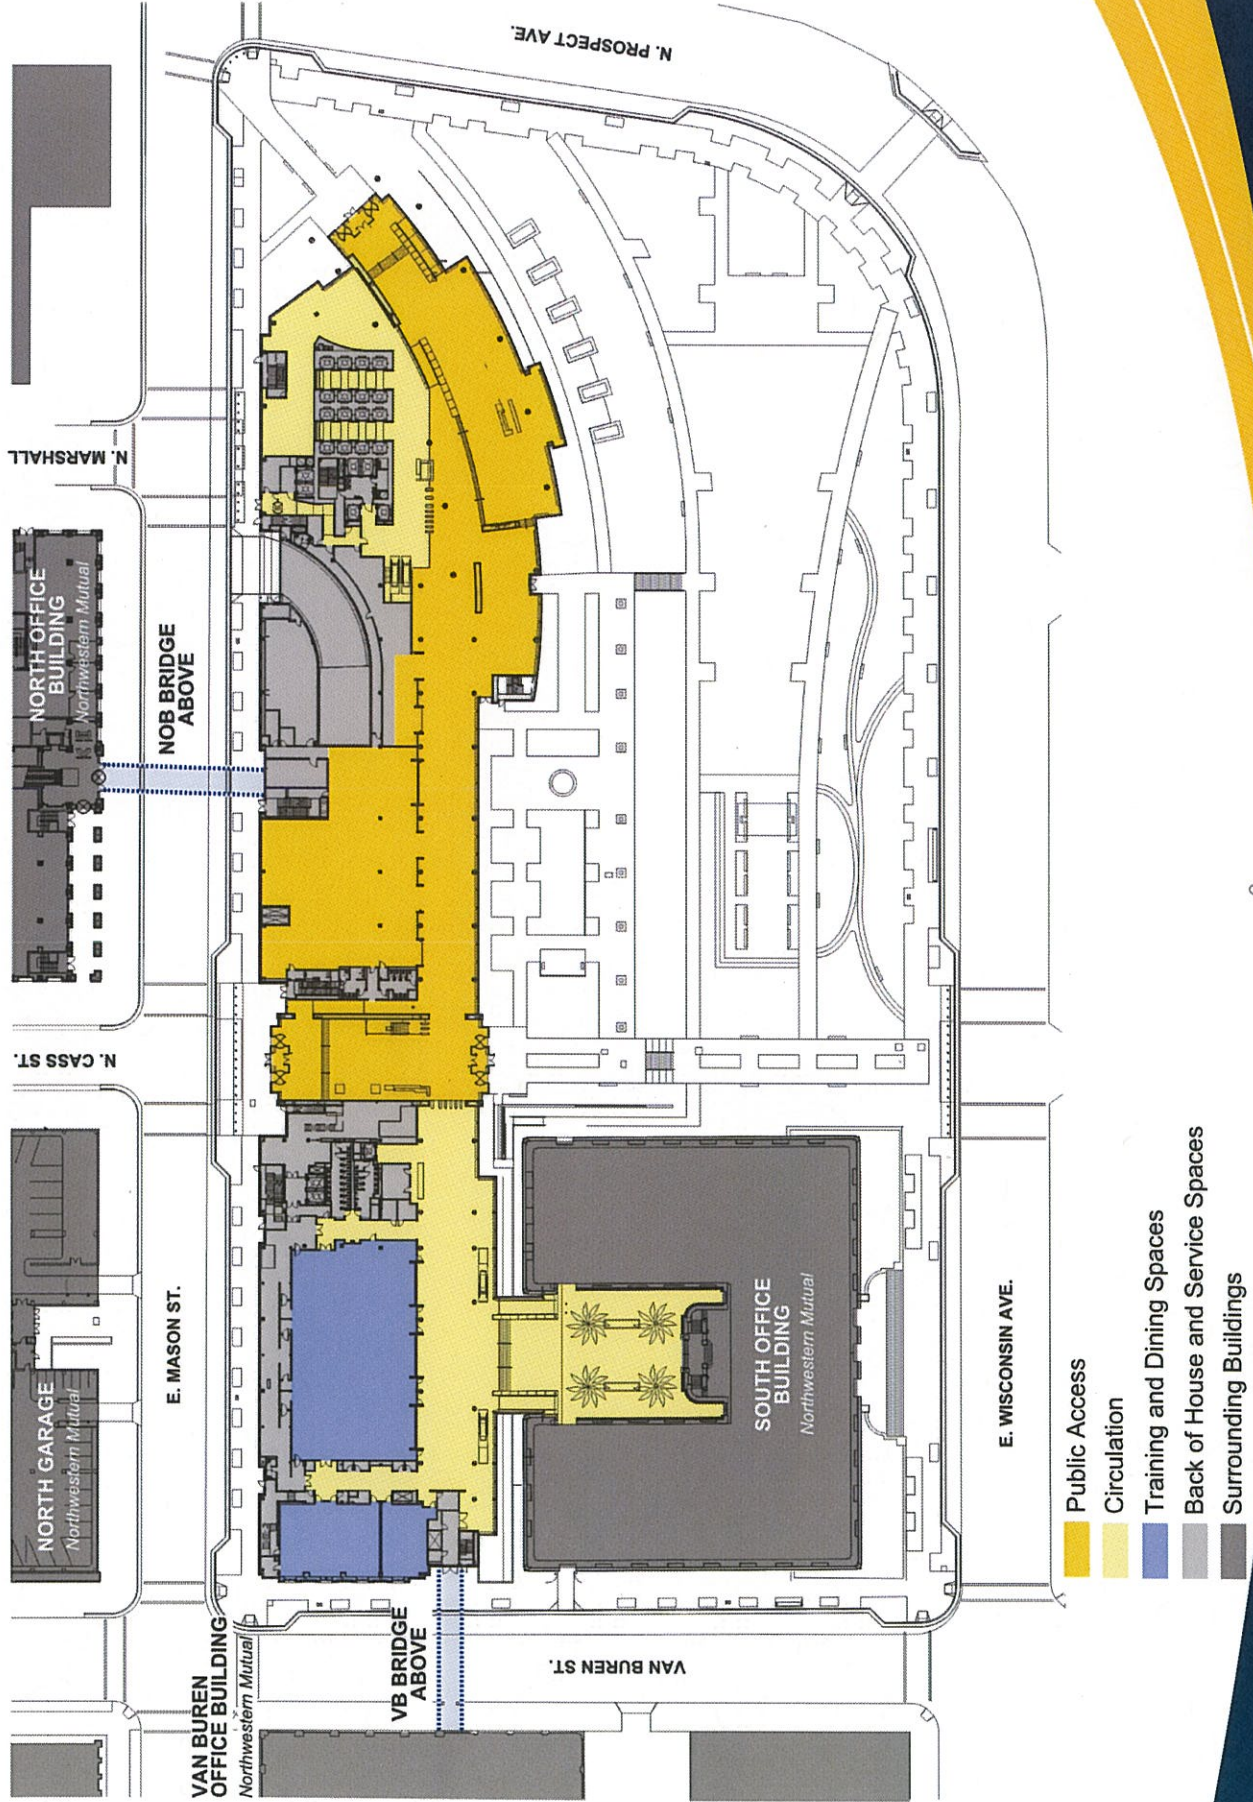 NORTH GARAGE
Northwestern Mutual
N. CASS ST.
NORTH OFFICE
BUILDING
Northwestern Mutual
N. MARSHALL
VAN BUREN
OFFICE BUILDING
Northwestern Mutual
E. MASON ST.
NOB BRIDGE
ABOVE
VB BRIDGE
ABOVE
N. PROSPECT AVE.
VAN BUREN ST.
SOUTH OFFICE
BUILDING
Northwestern Mutual
E. WISCONSIN AVE.
Public Access
Circulation
Training and Dining Spaces
Back of House and Service Spaces
Surrounding Buildings